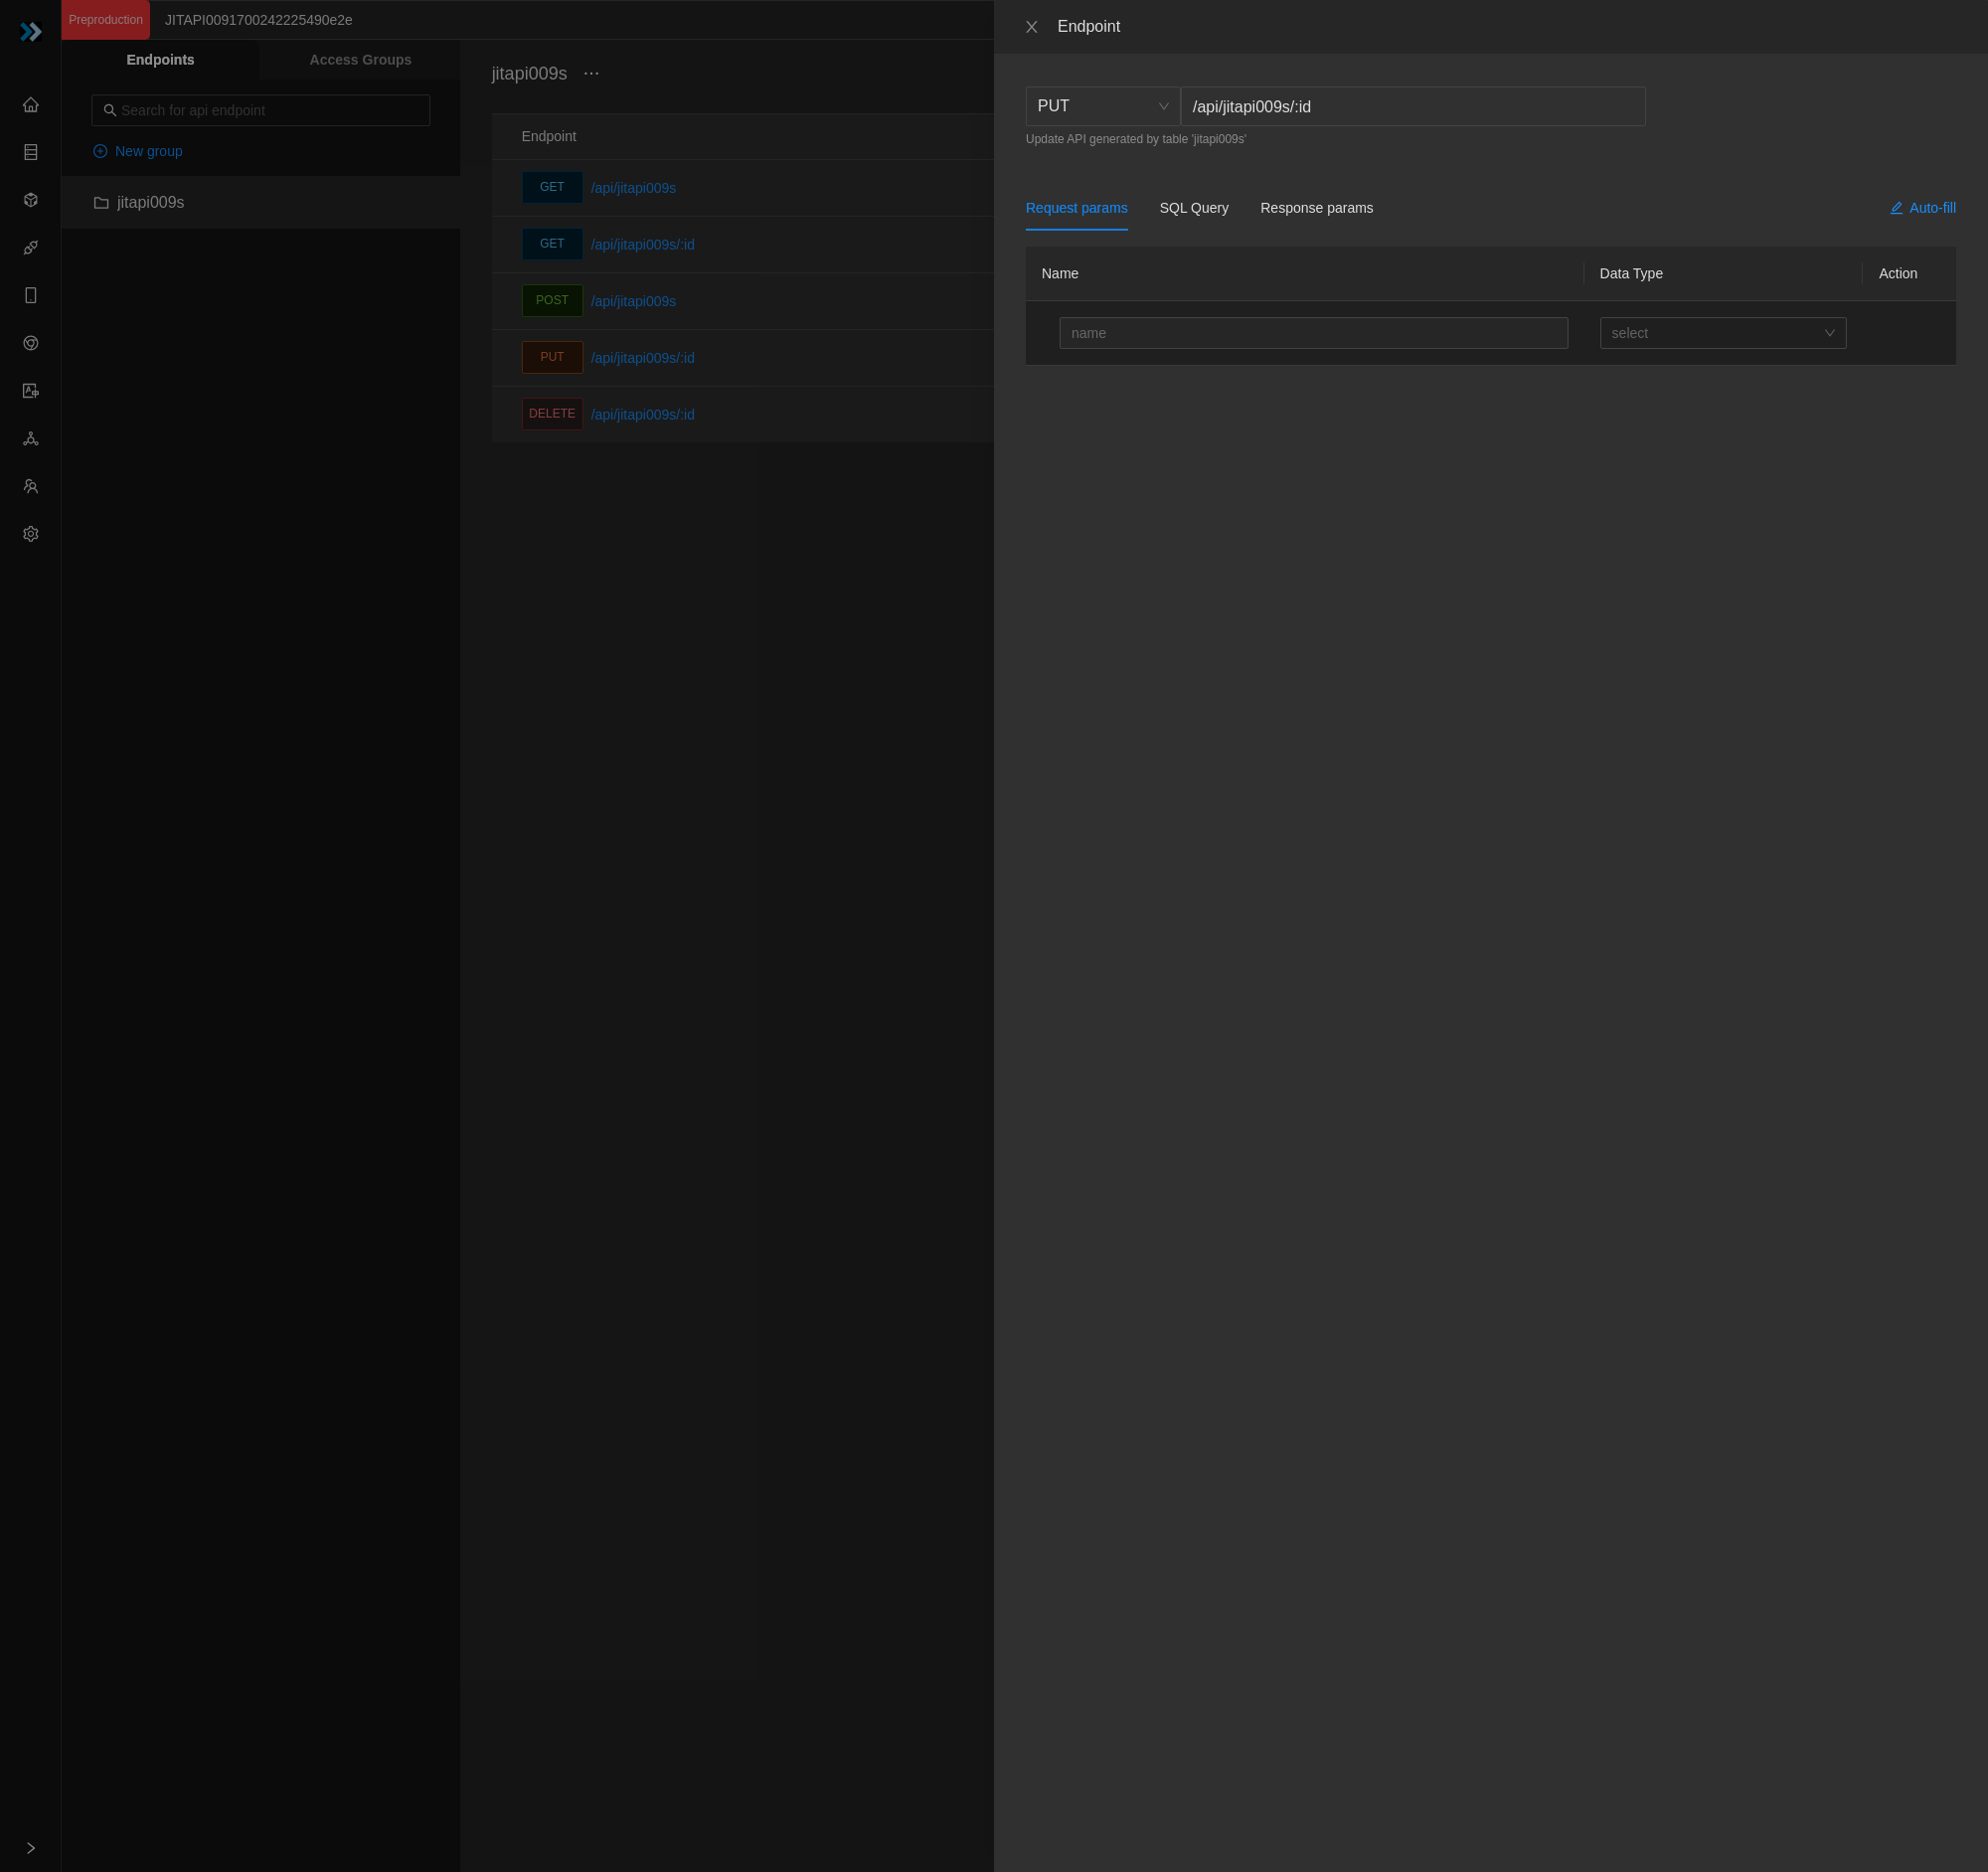 Preproduction JITAPI0091700242225490e2e
Endpoints Access Groups
Search for api endpoint
New group
jitapi009s
jitapi009s ···
Endpoint
GET /api/jitapi009s
GET /api/jitapi009s/:id
POST /api/jitapi009s
PUT /api/jitapi009s/:id
DELETE /api/jitapi009s/:id
Endpoint
PUT /api/jitapi009s/:id
Update API generated by table 'jitapi009s'
Request params SQL Query Response params Auto-fill
Name Data Type Action
name select